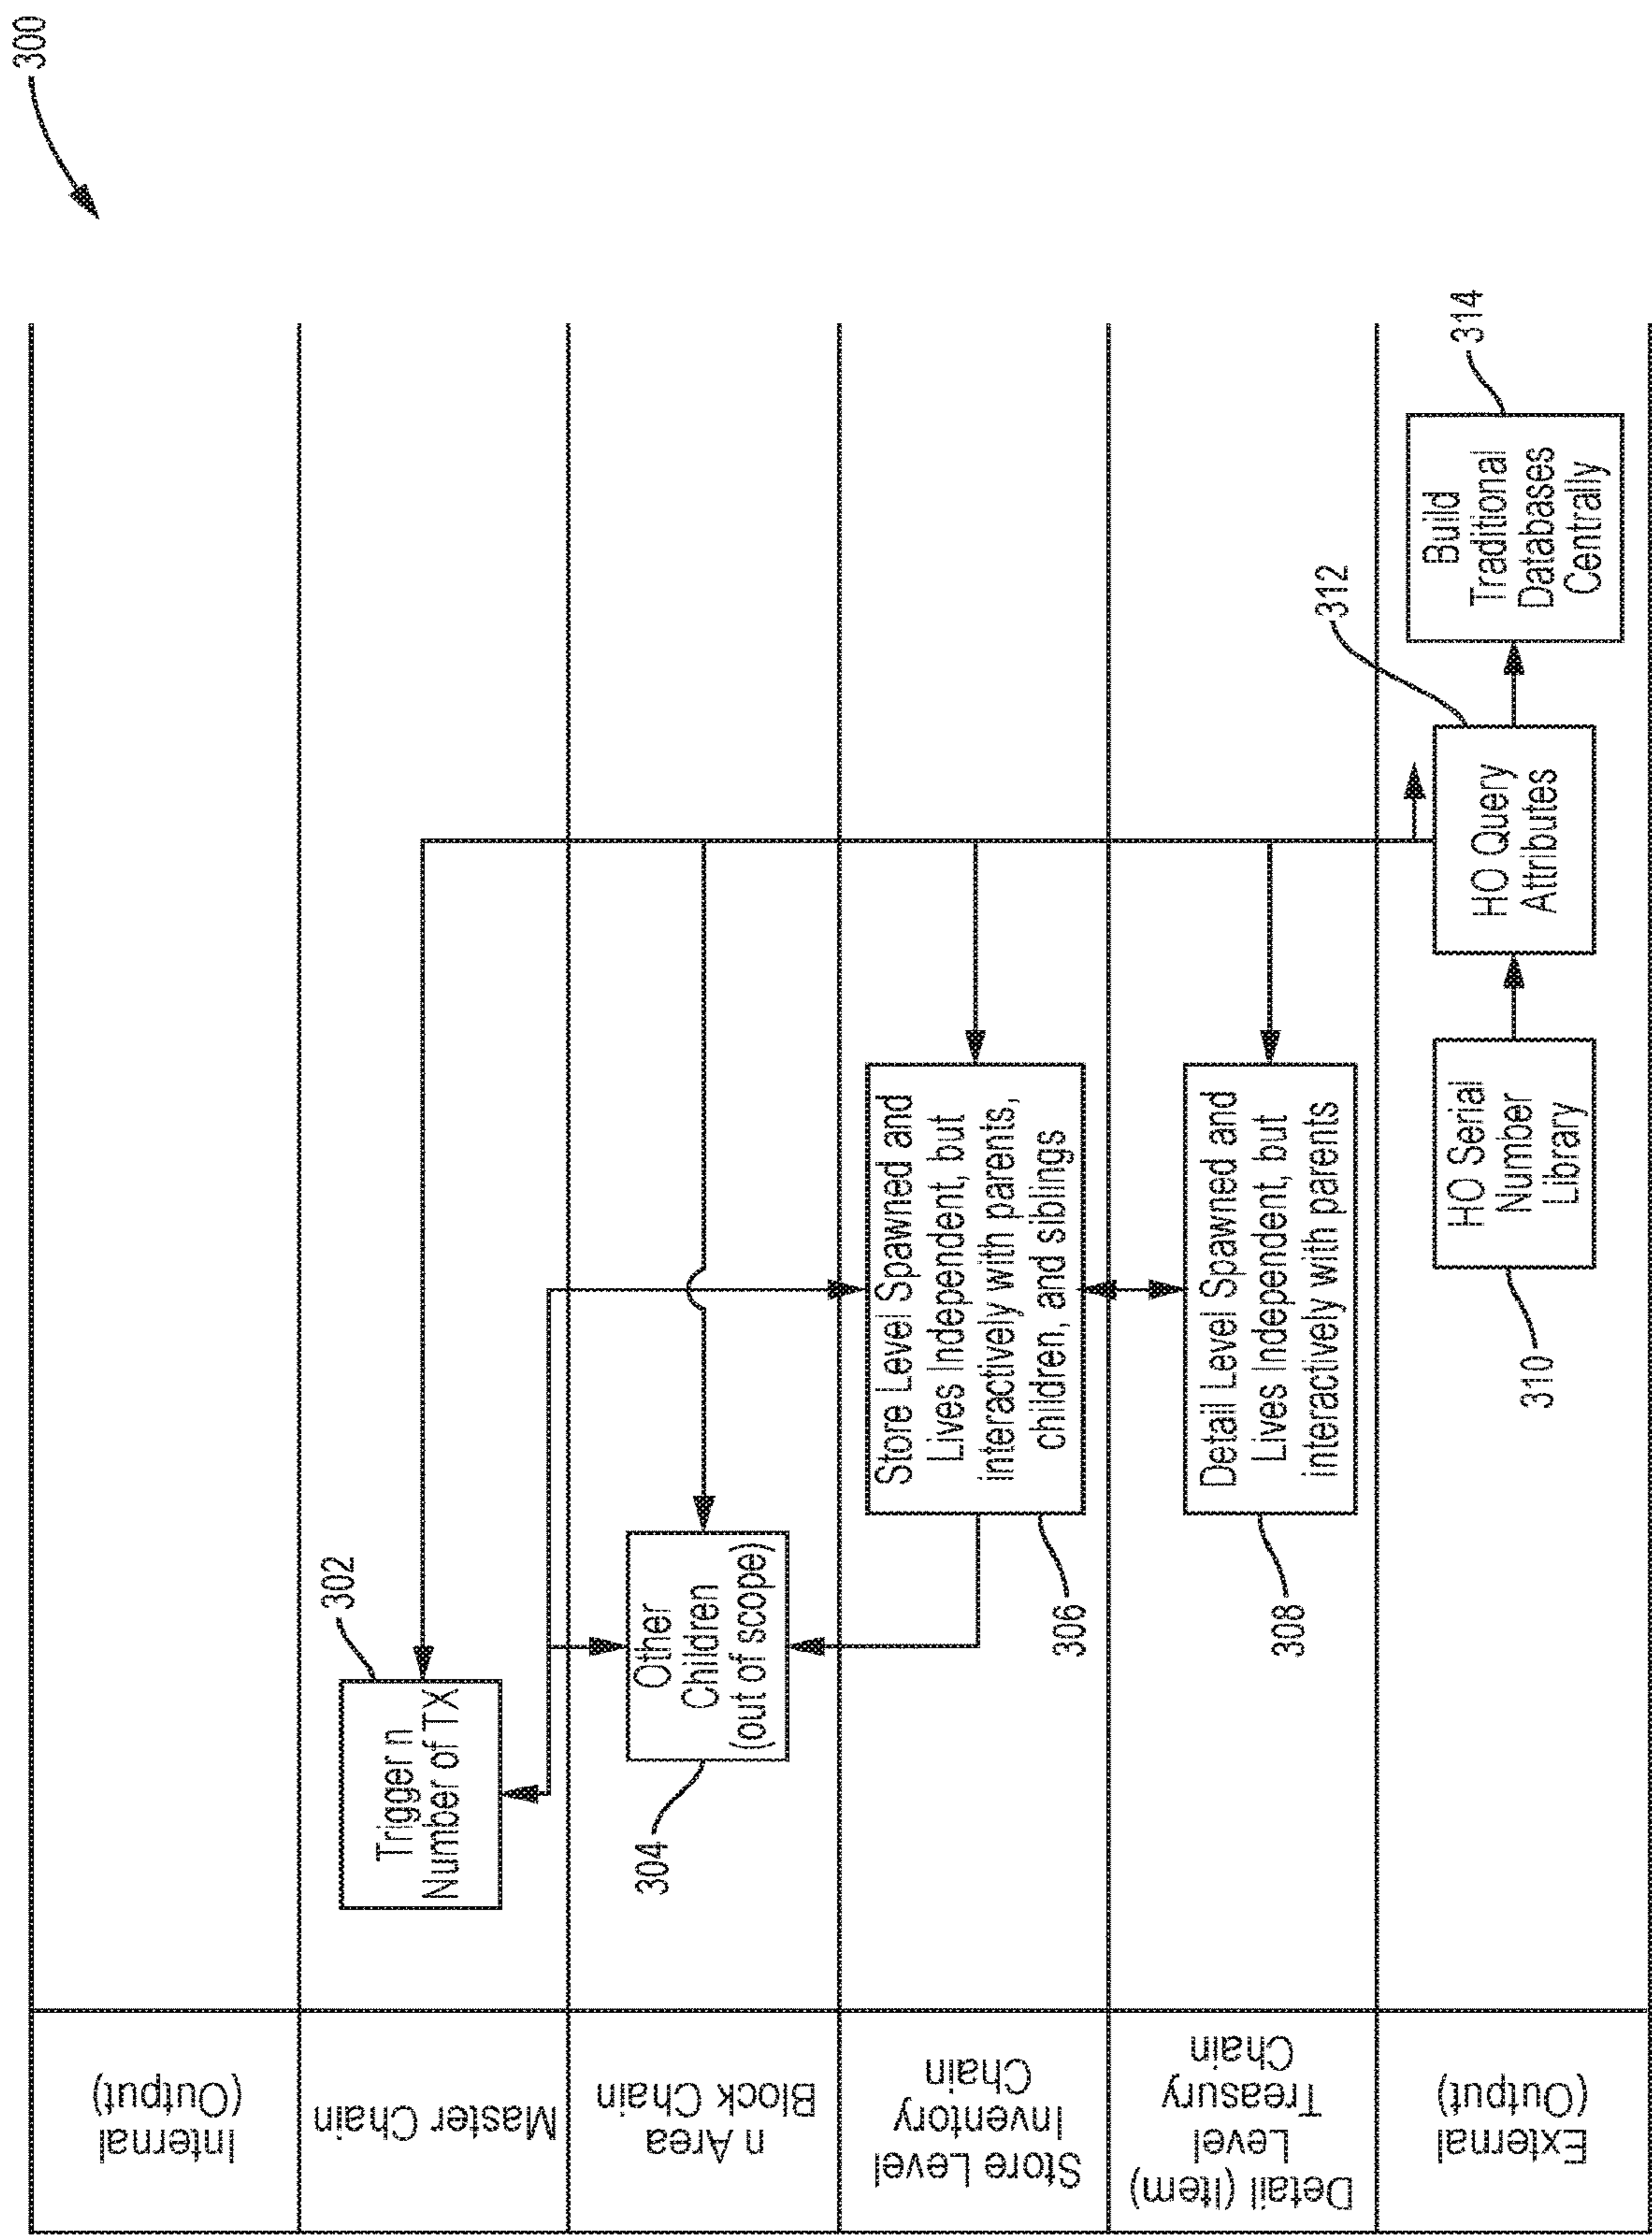 300
Internal
(Output)
Master Chain
302
Trigger n
Number of TX
n Area
Block Chain
304
Other
Children
(out of scope)
Store Level
Inventory
Chain
306
Store Level Spawned and
Lives Independent, but
interactively with parents,
children, and siblings
Detail (Item)
Level
Treasury
Chain
308
Detail Level Spawned and
Lives Independent, but
interactively with parents
External
(Output)
310
HO Serial
Number
Library
312
HO Query
Attributes
314
Build
Traditional
Databases
Centrally